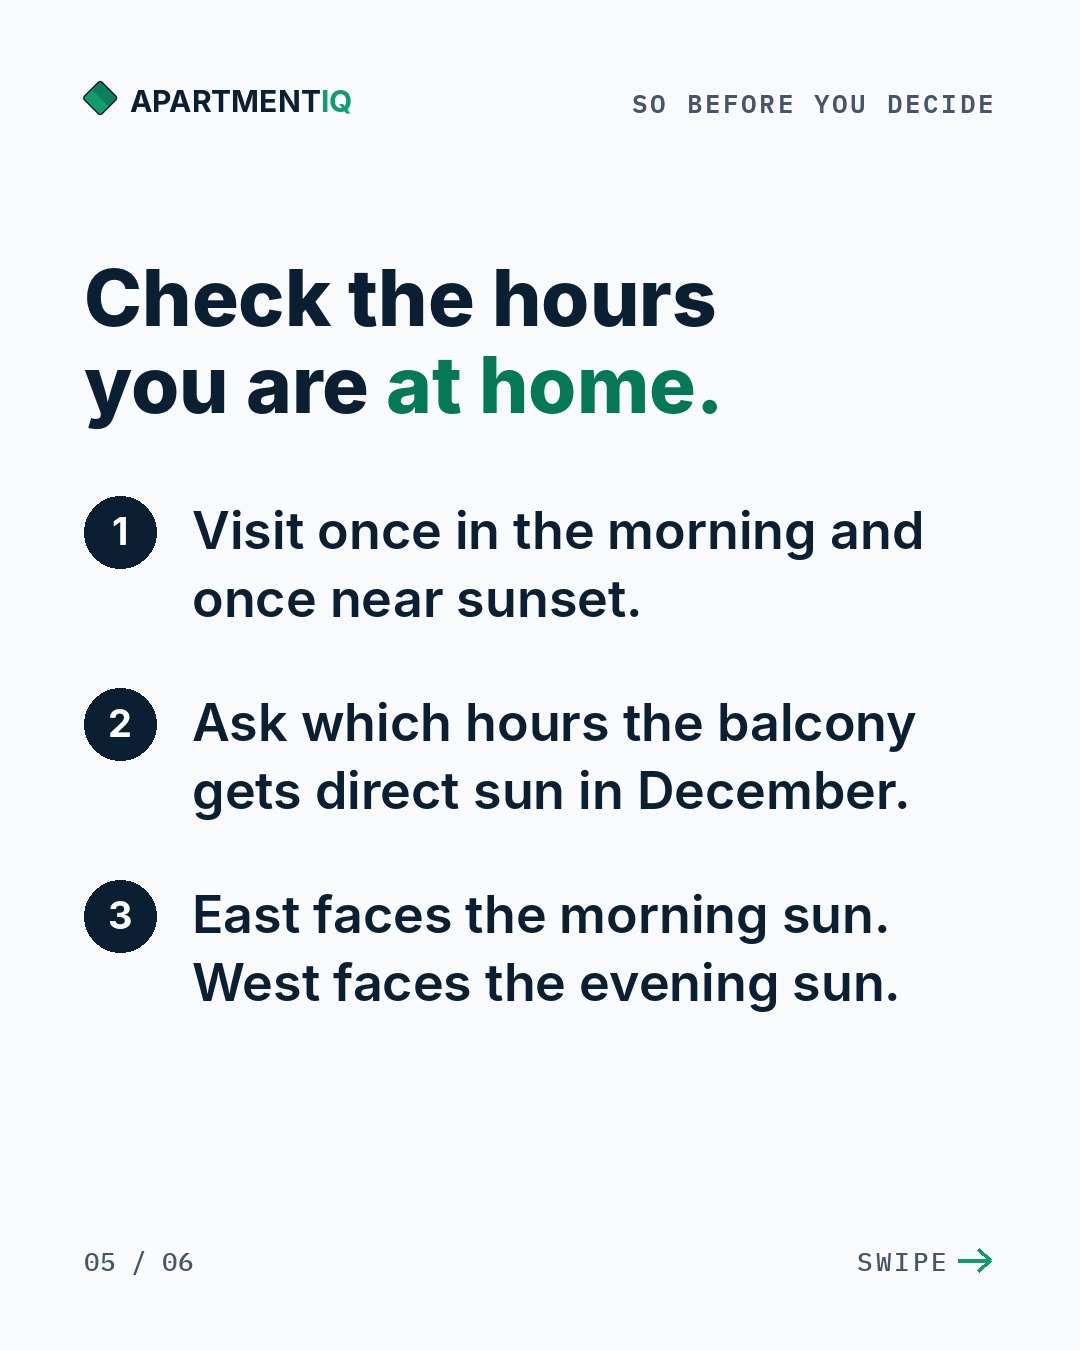 APARTMENTIQ
SO BEFORE YOU DECIDE
Check the hours
you are at home.
1 Visit once in the morning and
once near sunset.
2 Ask which hours the balcony
gets direct sun in December.
3 East faces the morning sun.
West faces the evening sun.
05 / 06
SWIPE →